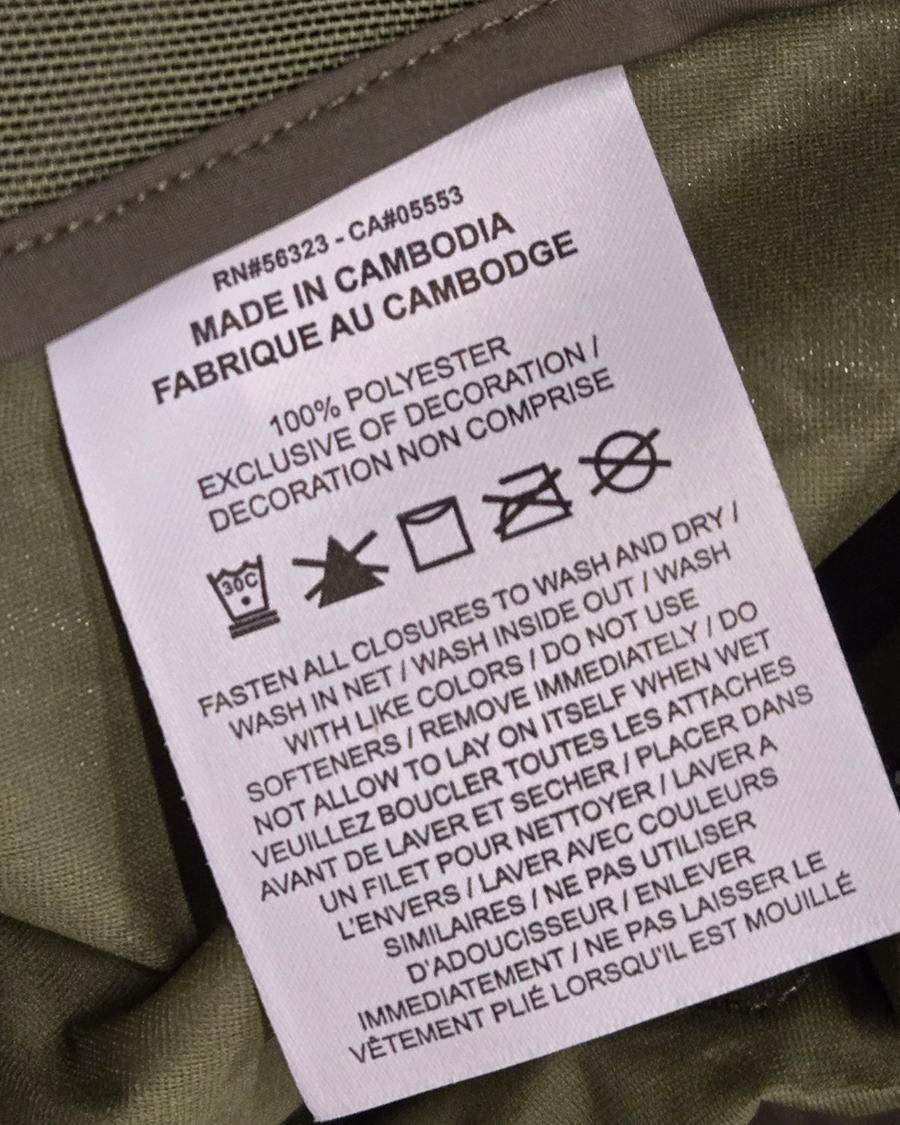 RN#56323 - CA#05553
MADE IN CAMBODIA
FABRIQUE AU CAMBODGE
100% POLYESTER
EXCLUSIVE OF DECORATION /
DECORATION NON COMPRISE
30C
FASTEN ALL CLOSURES TO WASH AND DRY /
WASH IN NET / WASH INSIDE OUT / WASH
WITH LIKE COLORS / DO NOT USE
SOFTENERS / REMOVE IMMEDIATELY / DO
NOT ALLOW TO LAY ON ITSELF WHEN WET
VEUILLEZ BOUCLER TOUTES LES ATTACHES
AVANT DE LAVER ET SECHER / PLACER DANS
UN FILET POUR NETTOYER / LAVER A
L'ENVERS / LAVER AVEC COULEURS
SIMILAIRES / NE PAS UTILISER
D'ADOUCISSEUR / ENLEVER
IMMEDIATEMENT / NE PAS LAISSER LE
VÊTEMENT PLIÉ LORSQU'IL EST MOUILLÉ